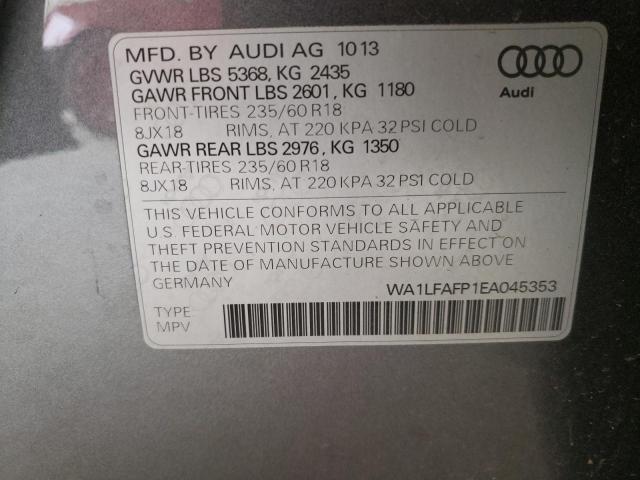 MFD. BY AUDI AG 10 13
GVWR LBS 5368, KG 2435
GAWR FRONT LBS 2601, KG 1180
FRONT-TIRES 235/60 R18
8JX18 RIMS, AT 220 KPA 32 PSI COLD
GAWR REAR LBS 2976, KG 1350
REAR-TIRES 235/60 R18
8JX18 RIMS, AT 220 KPA 32 PSI COLD
Audi
THIS VEHICLE CONFORMS TO ALL APPLICABLE
U.S. FEDERAL MOTOR VEHICLE SAFETY AND
THEFT PREVENTION STANDARDS IN EFFECT ON
THE DATE OF MANUFACTURE SHOWN ABOVE
GERMANY
WA1LFAFP1EA045353
TYPE
MPV